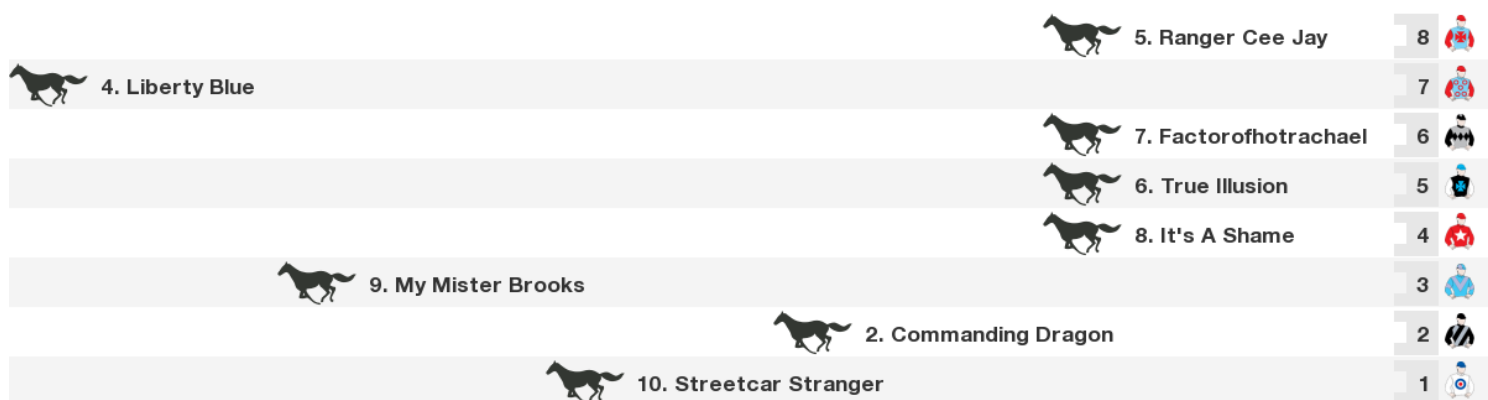 5. Ranger Cee Jay 8
4. Liberty Blue 7
7. Factorofhotrachael 6
6. True Illusion 5
8. It's A Shame 4
9. My Mister Brooks 3
2. Commanding Dragon 2
10. Streetcar Stranger 1